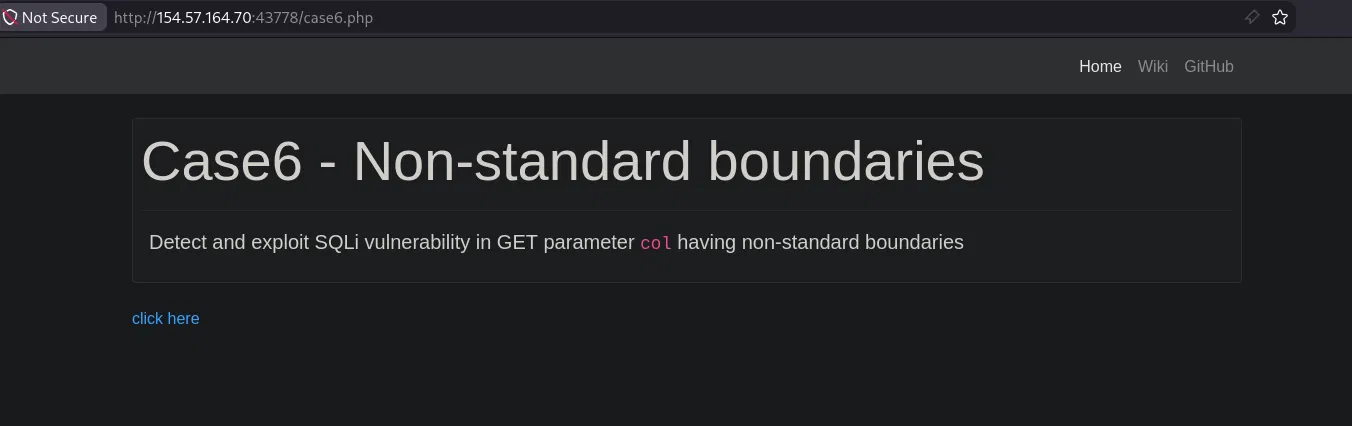 Not Secure http://154.57.164.70:43778/case6.php
Home Wiki GitHub
Case6 - Non-standard boundaries
Detect and exploit SQLi vulnerability in GET parameter col having non-standard boundaries
click here